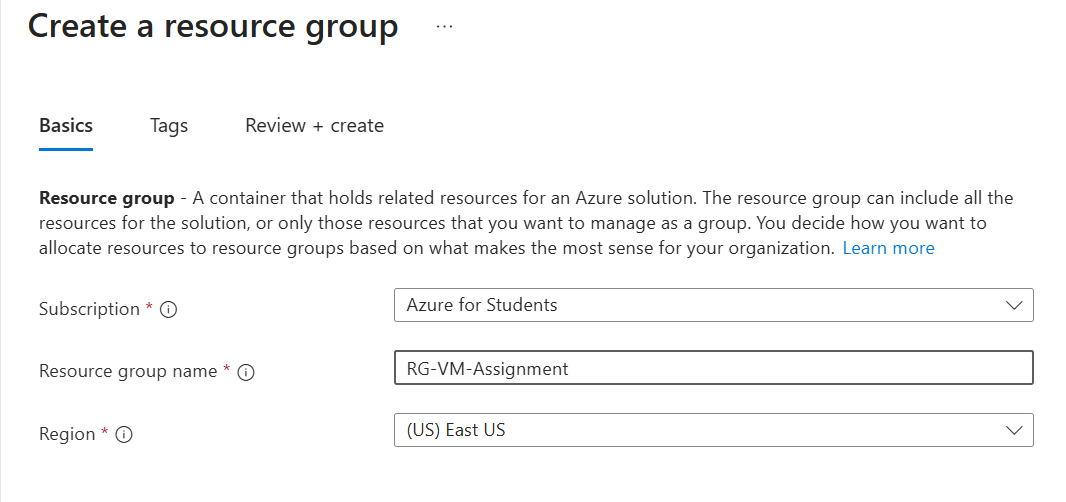 Create a resource group ...
Basics Tags Review + create
Resource group - A container that holds related resources for an Azure solution. The resource group can include all the
resources for the solution, or only those resources that you want to manage as a group. You decide how you want to
allocate resources to resource groups based on what makes the most sense for your organization. Learn more
Subscription * Azure for Students
Resource group name * RG-VM-Assignment
Region * (US) East US